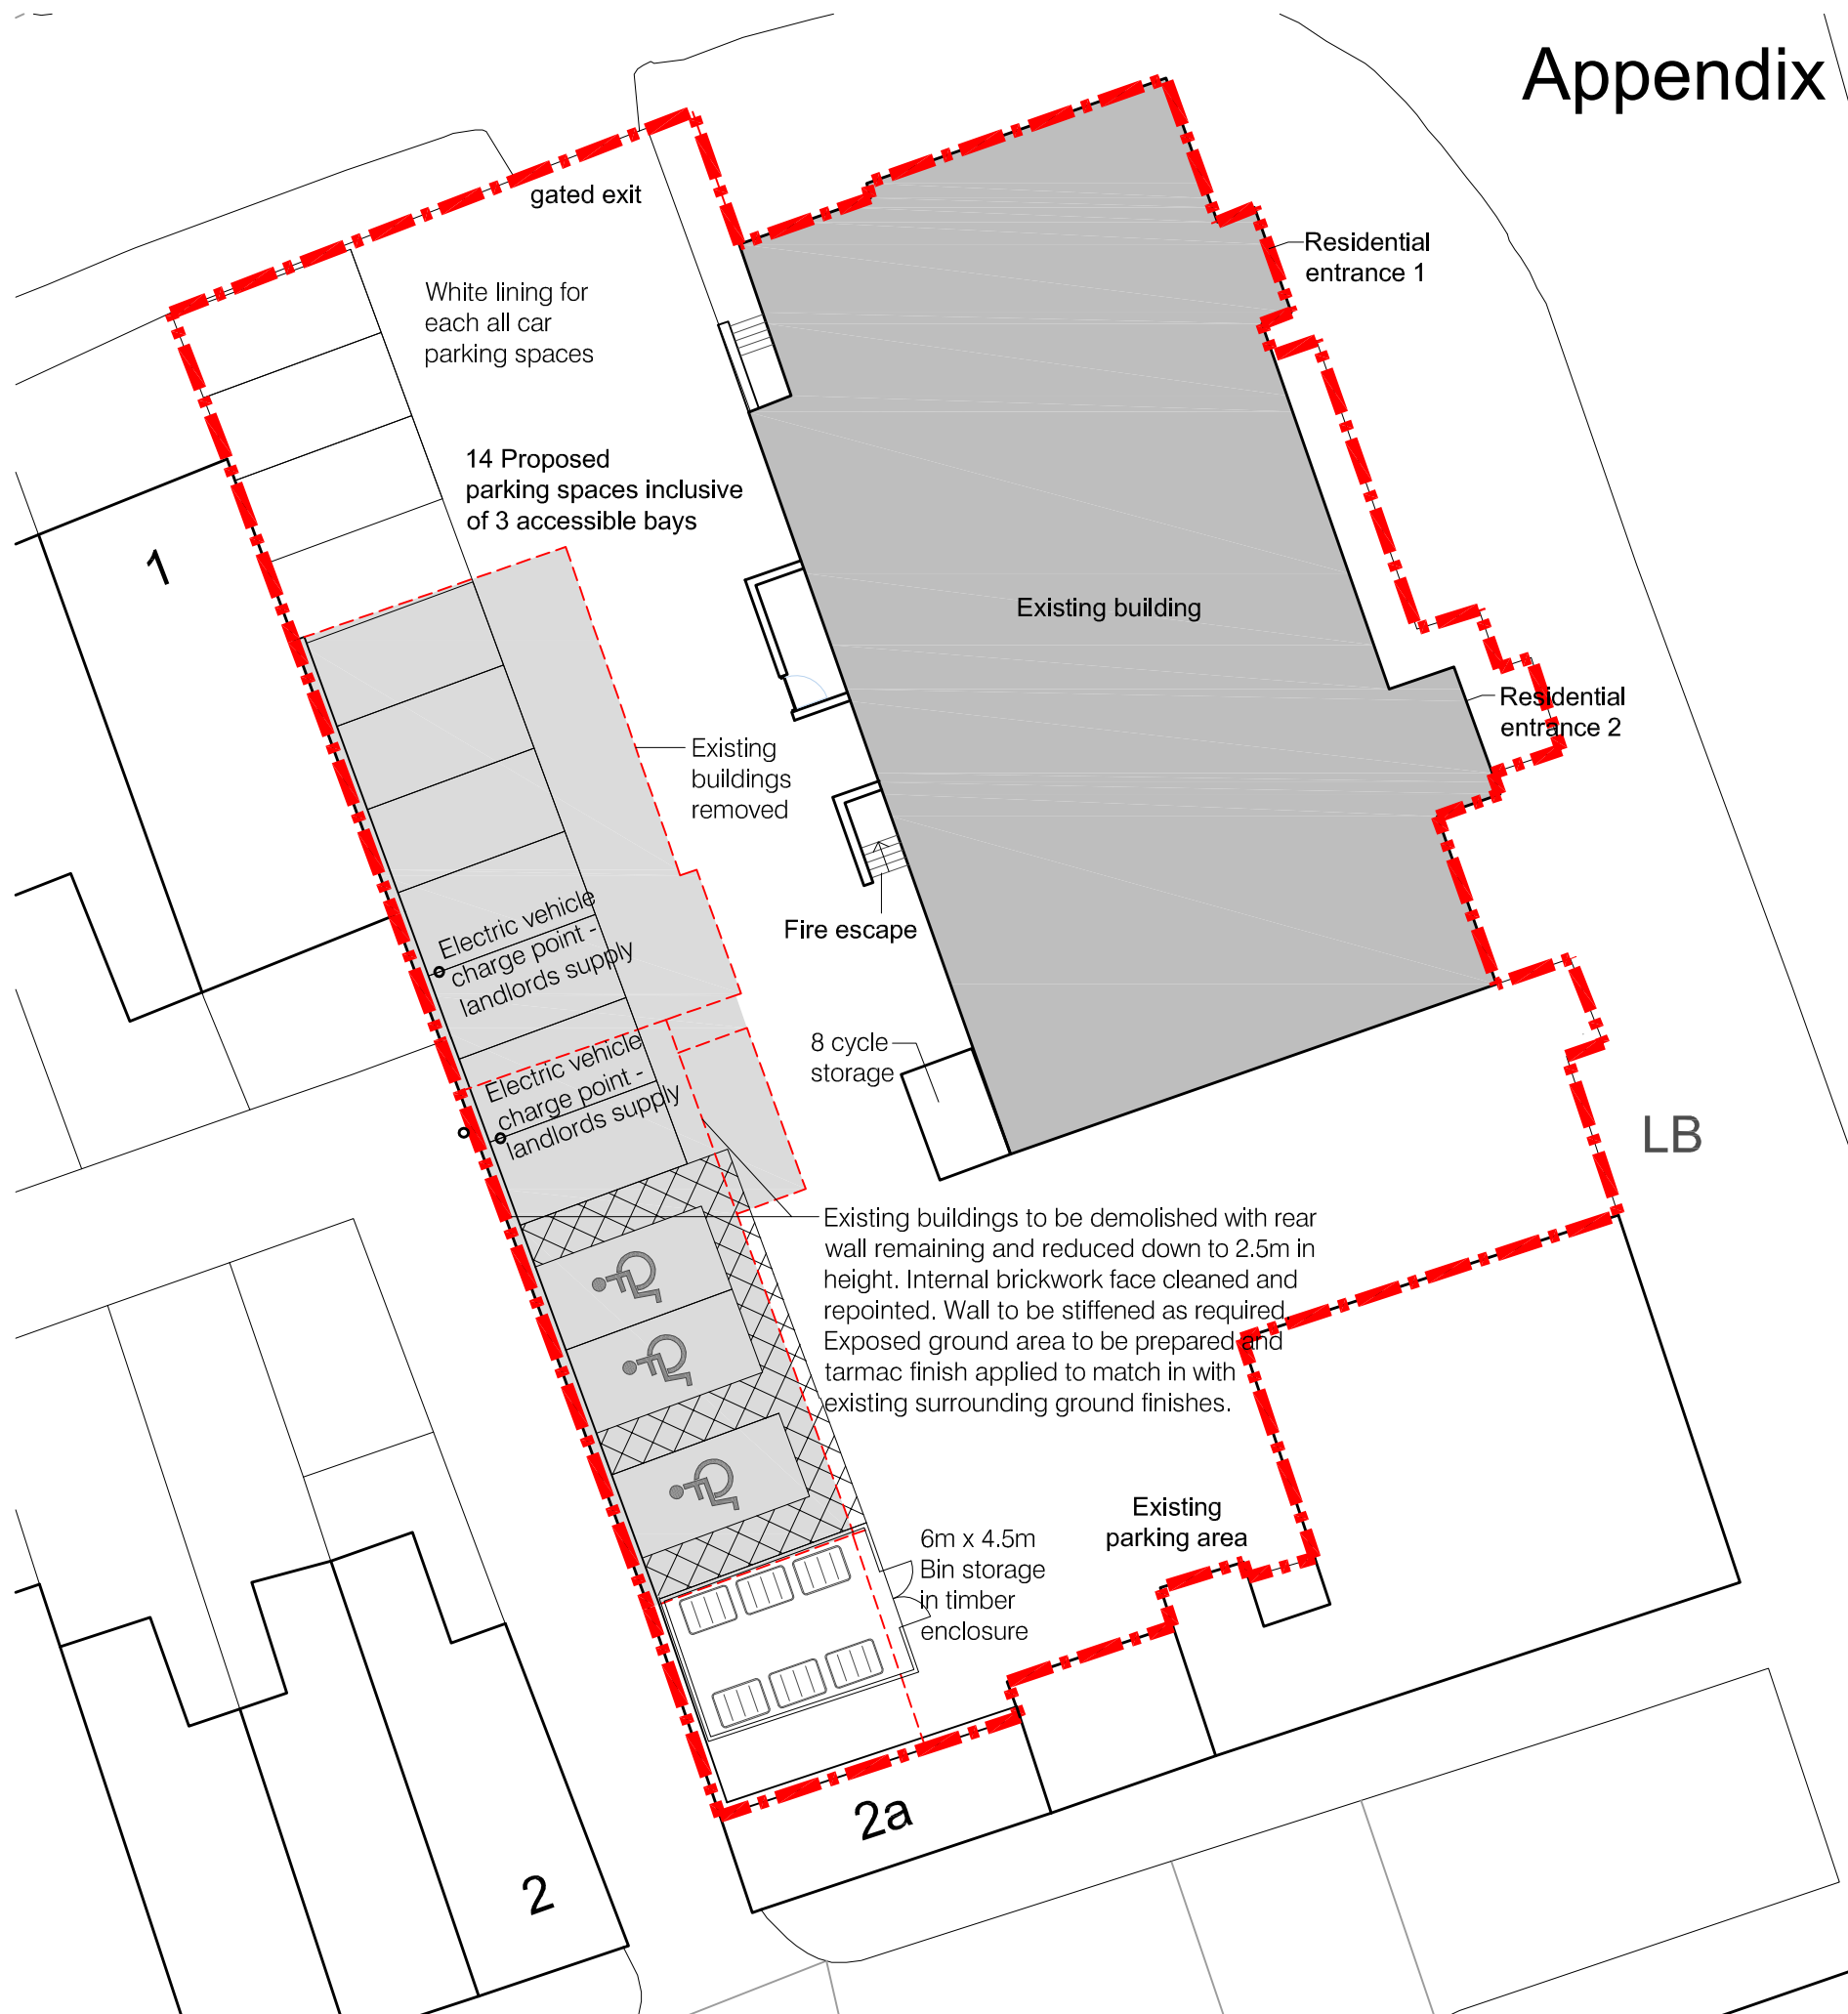 Appendix
gated exit
Residential
entrance 1
White lining for
each all car
parking spaces
14 Proposed
parking spaces inclusive
of 3 accessible bays
1
Existing building
Residential
entrance 2
Existing
buildings
removed
Electric vehicle
charge point -
landlords supply
Fire escape
8 cycle
storage
Electric vehicle
charge point -
landlords supply
LB
Existing buildings to be demolished with rear
wall remaining and reduced down to 2.5m in
height. Internal brickwork face cleaned and
repointed. Wall to be stiffened as required.
Exposed ground area to be prepared and
tarmac finish applied to match in with
existing surrounding ground finishes.
Existing
parking area
6m x 4.5m
Bin storage
in timber
enclosure
2a
2